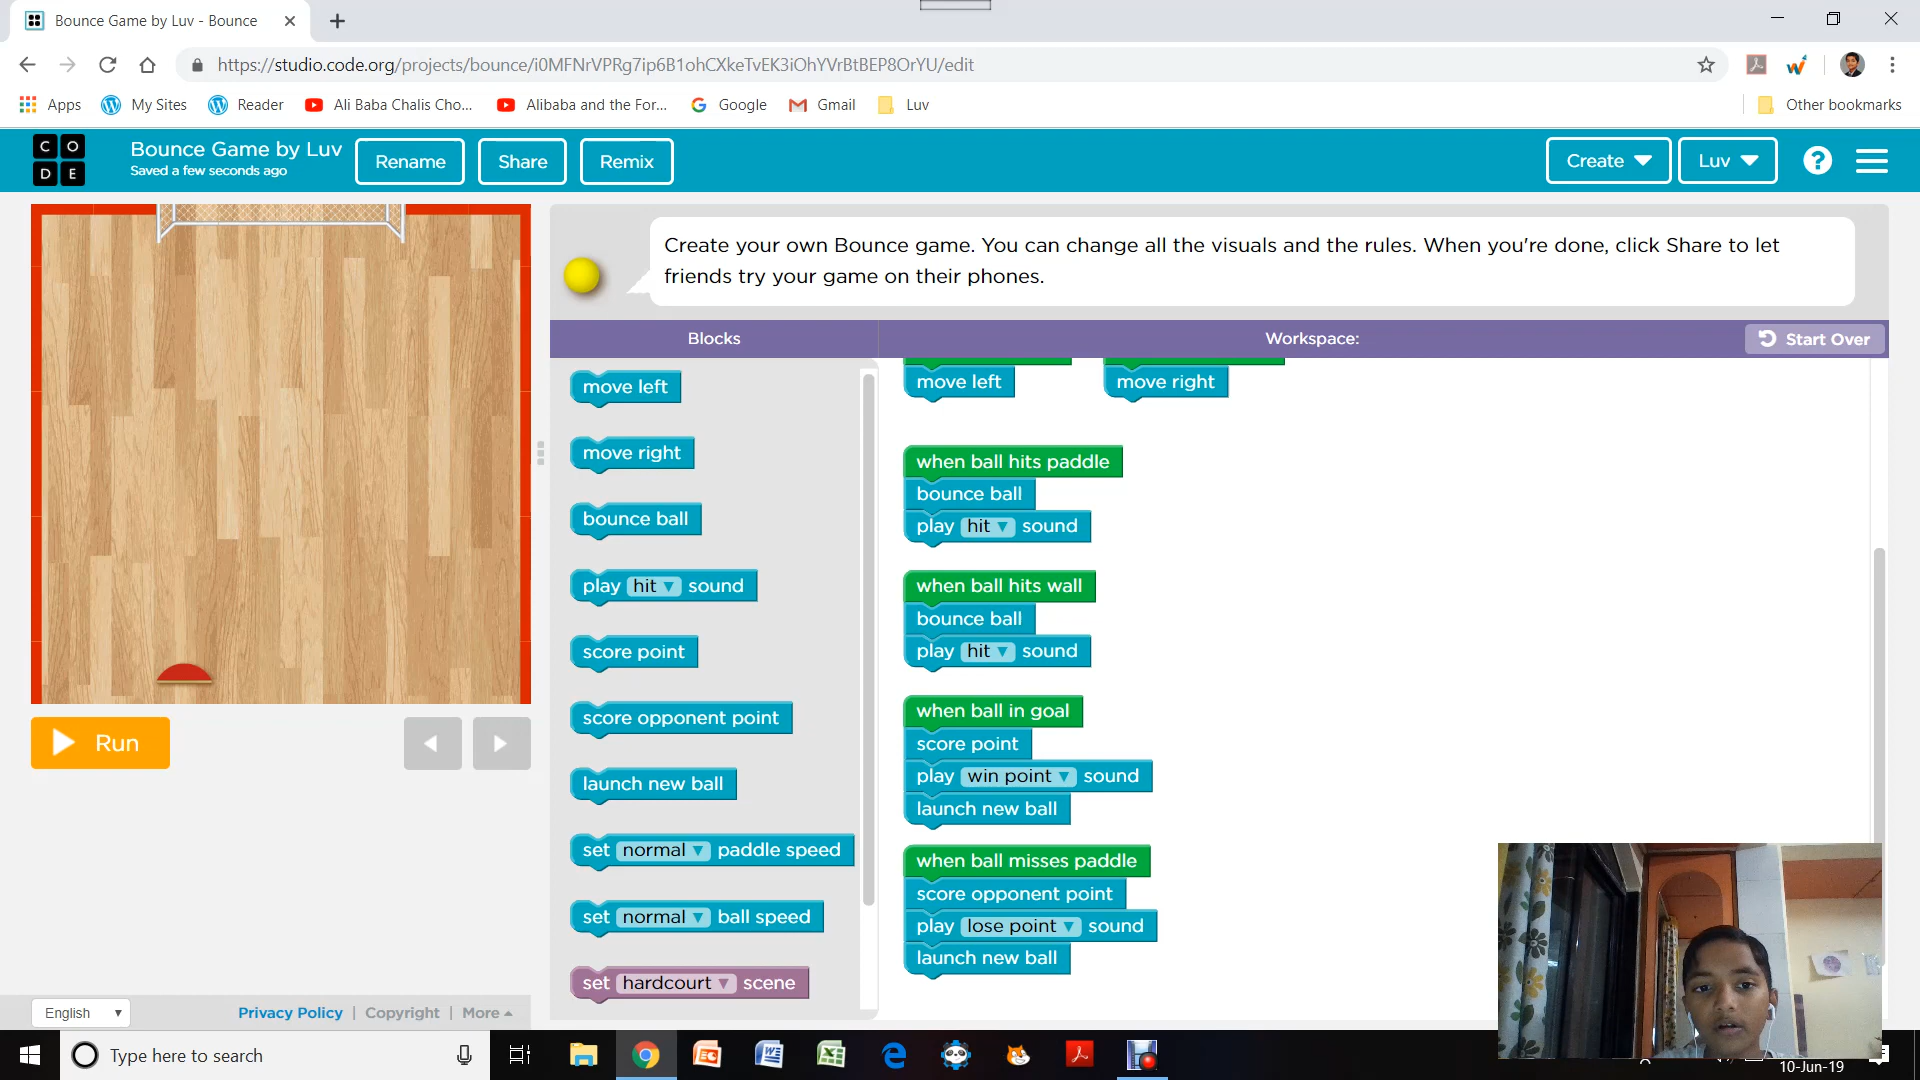 Bounce Game by Luv - Bounce
https://studio.code.org/projects/bounce/i0MFNrVPRg7ip6B1ohCXkeTvEK3iOhYVrBtBEP8OrYU/edit
Apps My Sites Reader Ali Baba Chalis Cho... Alibaba and the For... Google Gmail Luv Other bookmarks
CODE
Bounce Game by Luv
Saved a few seconds ago
Rename Share Remix Create Luv ?
Create your own Bounce game. You can change all the visuals and the rules. When you're done, click Share to let
friends try your game on their phones.
Blocks Workspace: Start Over
move left
move right
bounce ball
play hit sound
score point
score opponent point
launch new ball
set normal paddle speed
set normal ball speed
set hardcourt scene
move left
move right
when ball hits paddle
bounce ball
play hit sound
when ball hits wall
bounce ball
play hit sound
when ball in goal
score point
play win point sound
launch new ball
when ball misses paddle
score opponent point
play lose point sound
launch new ball
Run
English Privacy Policy | Copyright | More
Type here to search
10-Jun-19